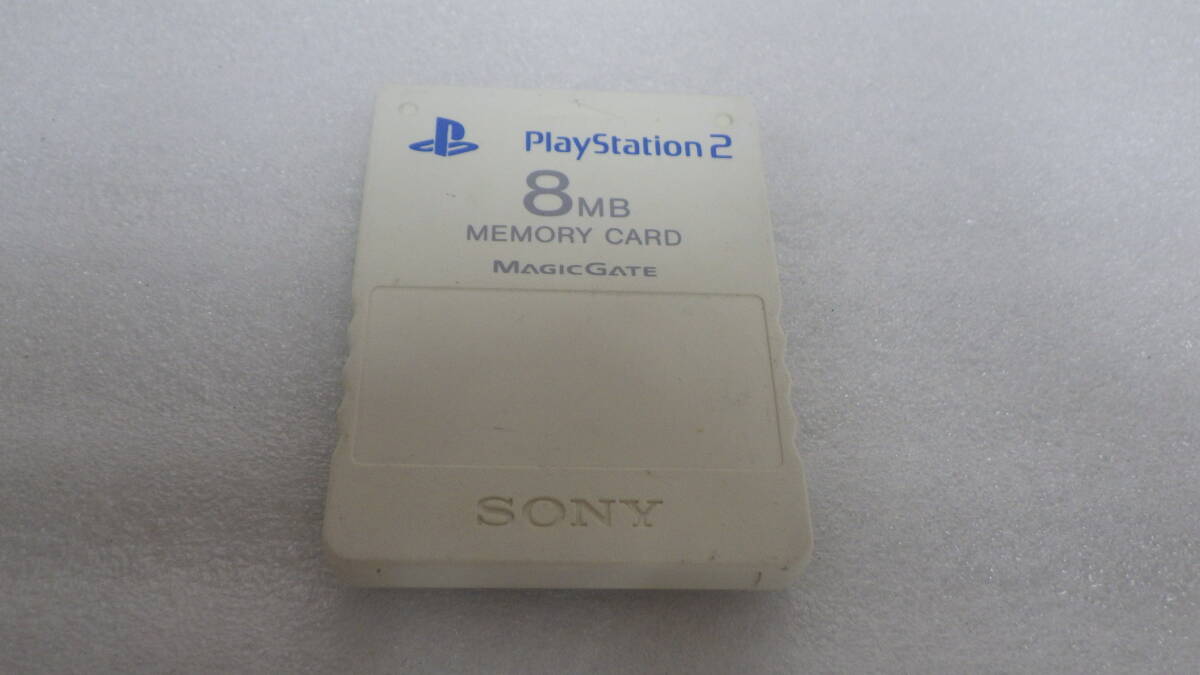 PlayStation 2
8MB
MEMORY CARD
MAGICGATE
SONY